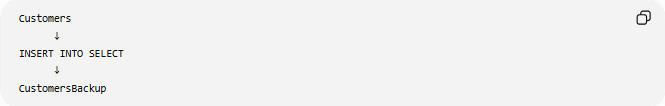 Customers
↓
INSERT INTO SELECT
↓
CustomersBackup